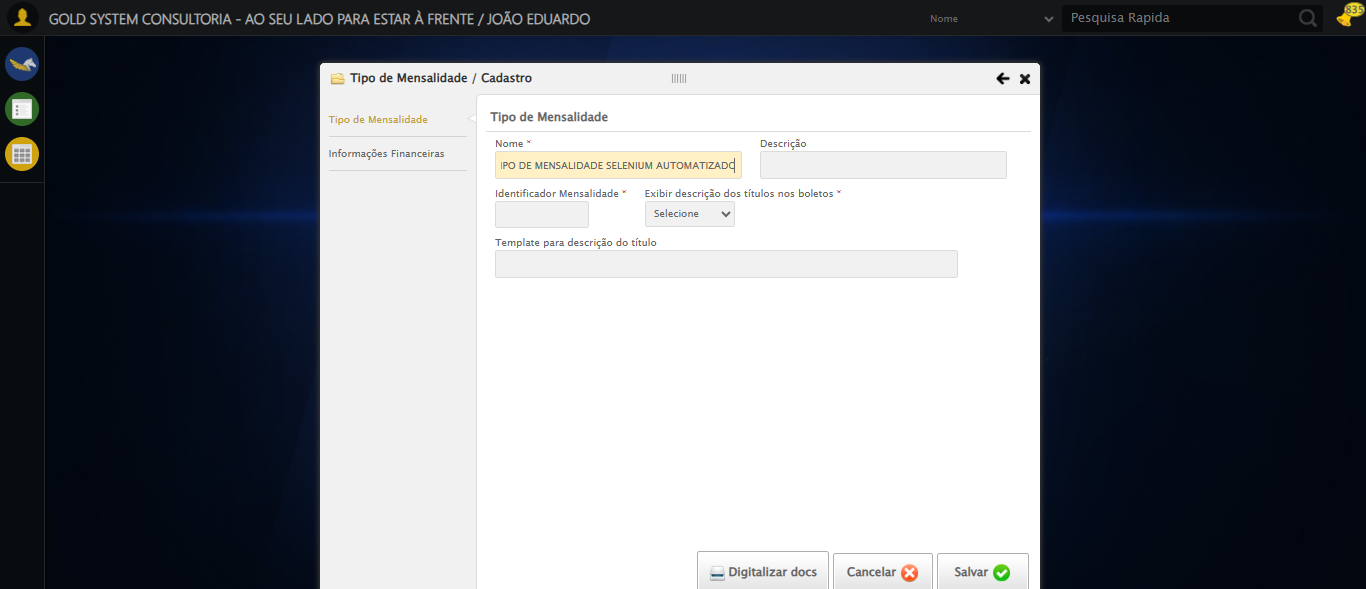 GOLD SYSTEM CONSULTORIA - AO SEU LADO PARA ESTAR À FRENTE / JOÃO EDUARDO
Nome
Pesquisa Rapida
835
Tipo de Mensalidade / Cadastro
Tipo de Mensalidade
Informações Financeiras
Tipo de Mensalidade
Nome *
Descrição
IPO DE MENSALIDADE SELENIUM AUTOMATIZADO
Identificador Mensalidade *
Exibir descrição dos títulos nos boletos *
Selecione
Template para descrição do título
Digitalizar docs
Cancelar
Salvar